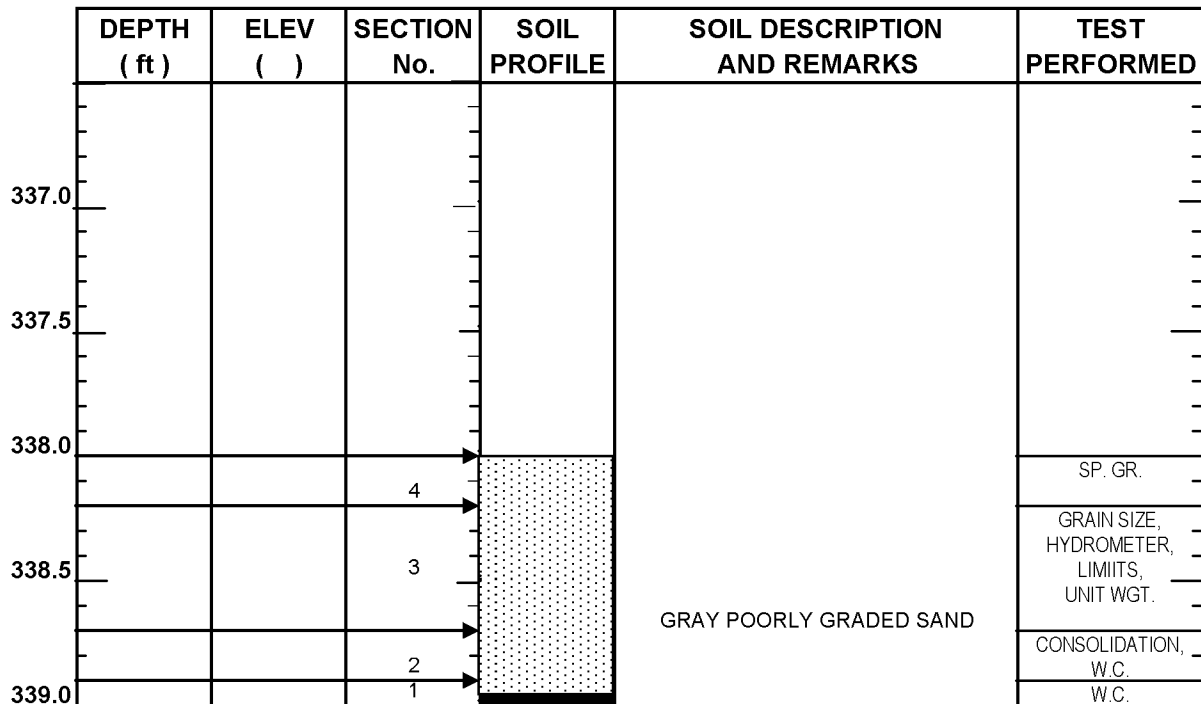 DEPTH ELEV SECTION SOIL SOIL DESCRIPTION TEST
( ft ) ( ) No. PROFILE AND REMARKS PERFORMED
337.0
337.5
338.0
4 SP. GR.
GRAIN SIZE,
HYDROMETER,
338.5 3 LIMIITS,
UNIT WGT.
GRAY POORLY GRADED SAND
CONSOLIDATION,
2 W.C.
339.0 1 W.C.